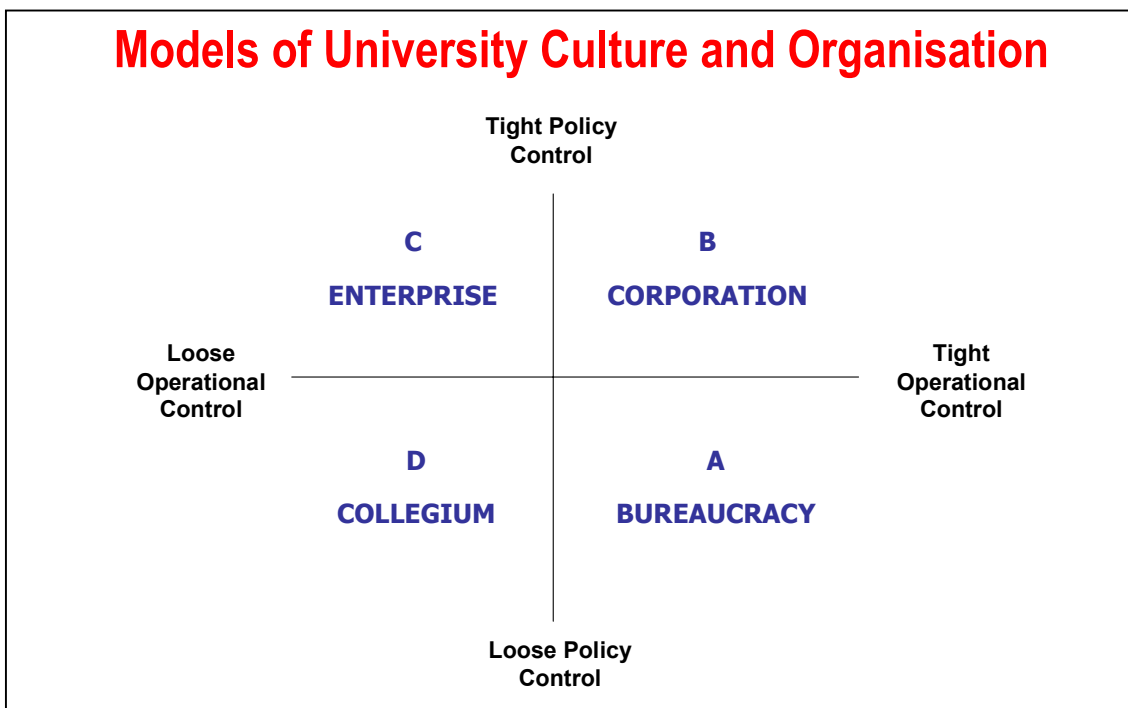 Models of University Culture and Organisation
Tight Policy
Control
C
B
ENTERPRISE
CORPORATION
Loose
Operational
Control
Tight
Operational
Control
D
A
COLLEGIUM
BUREAUCRACY
Loose Policy
Control